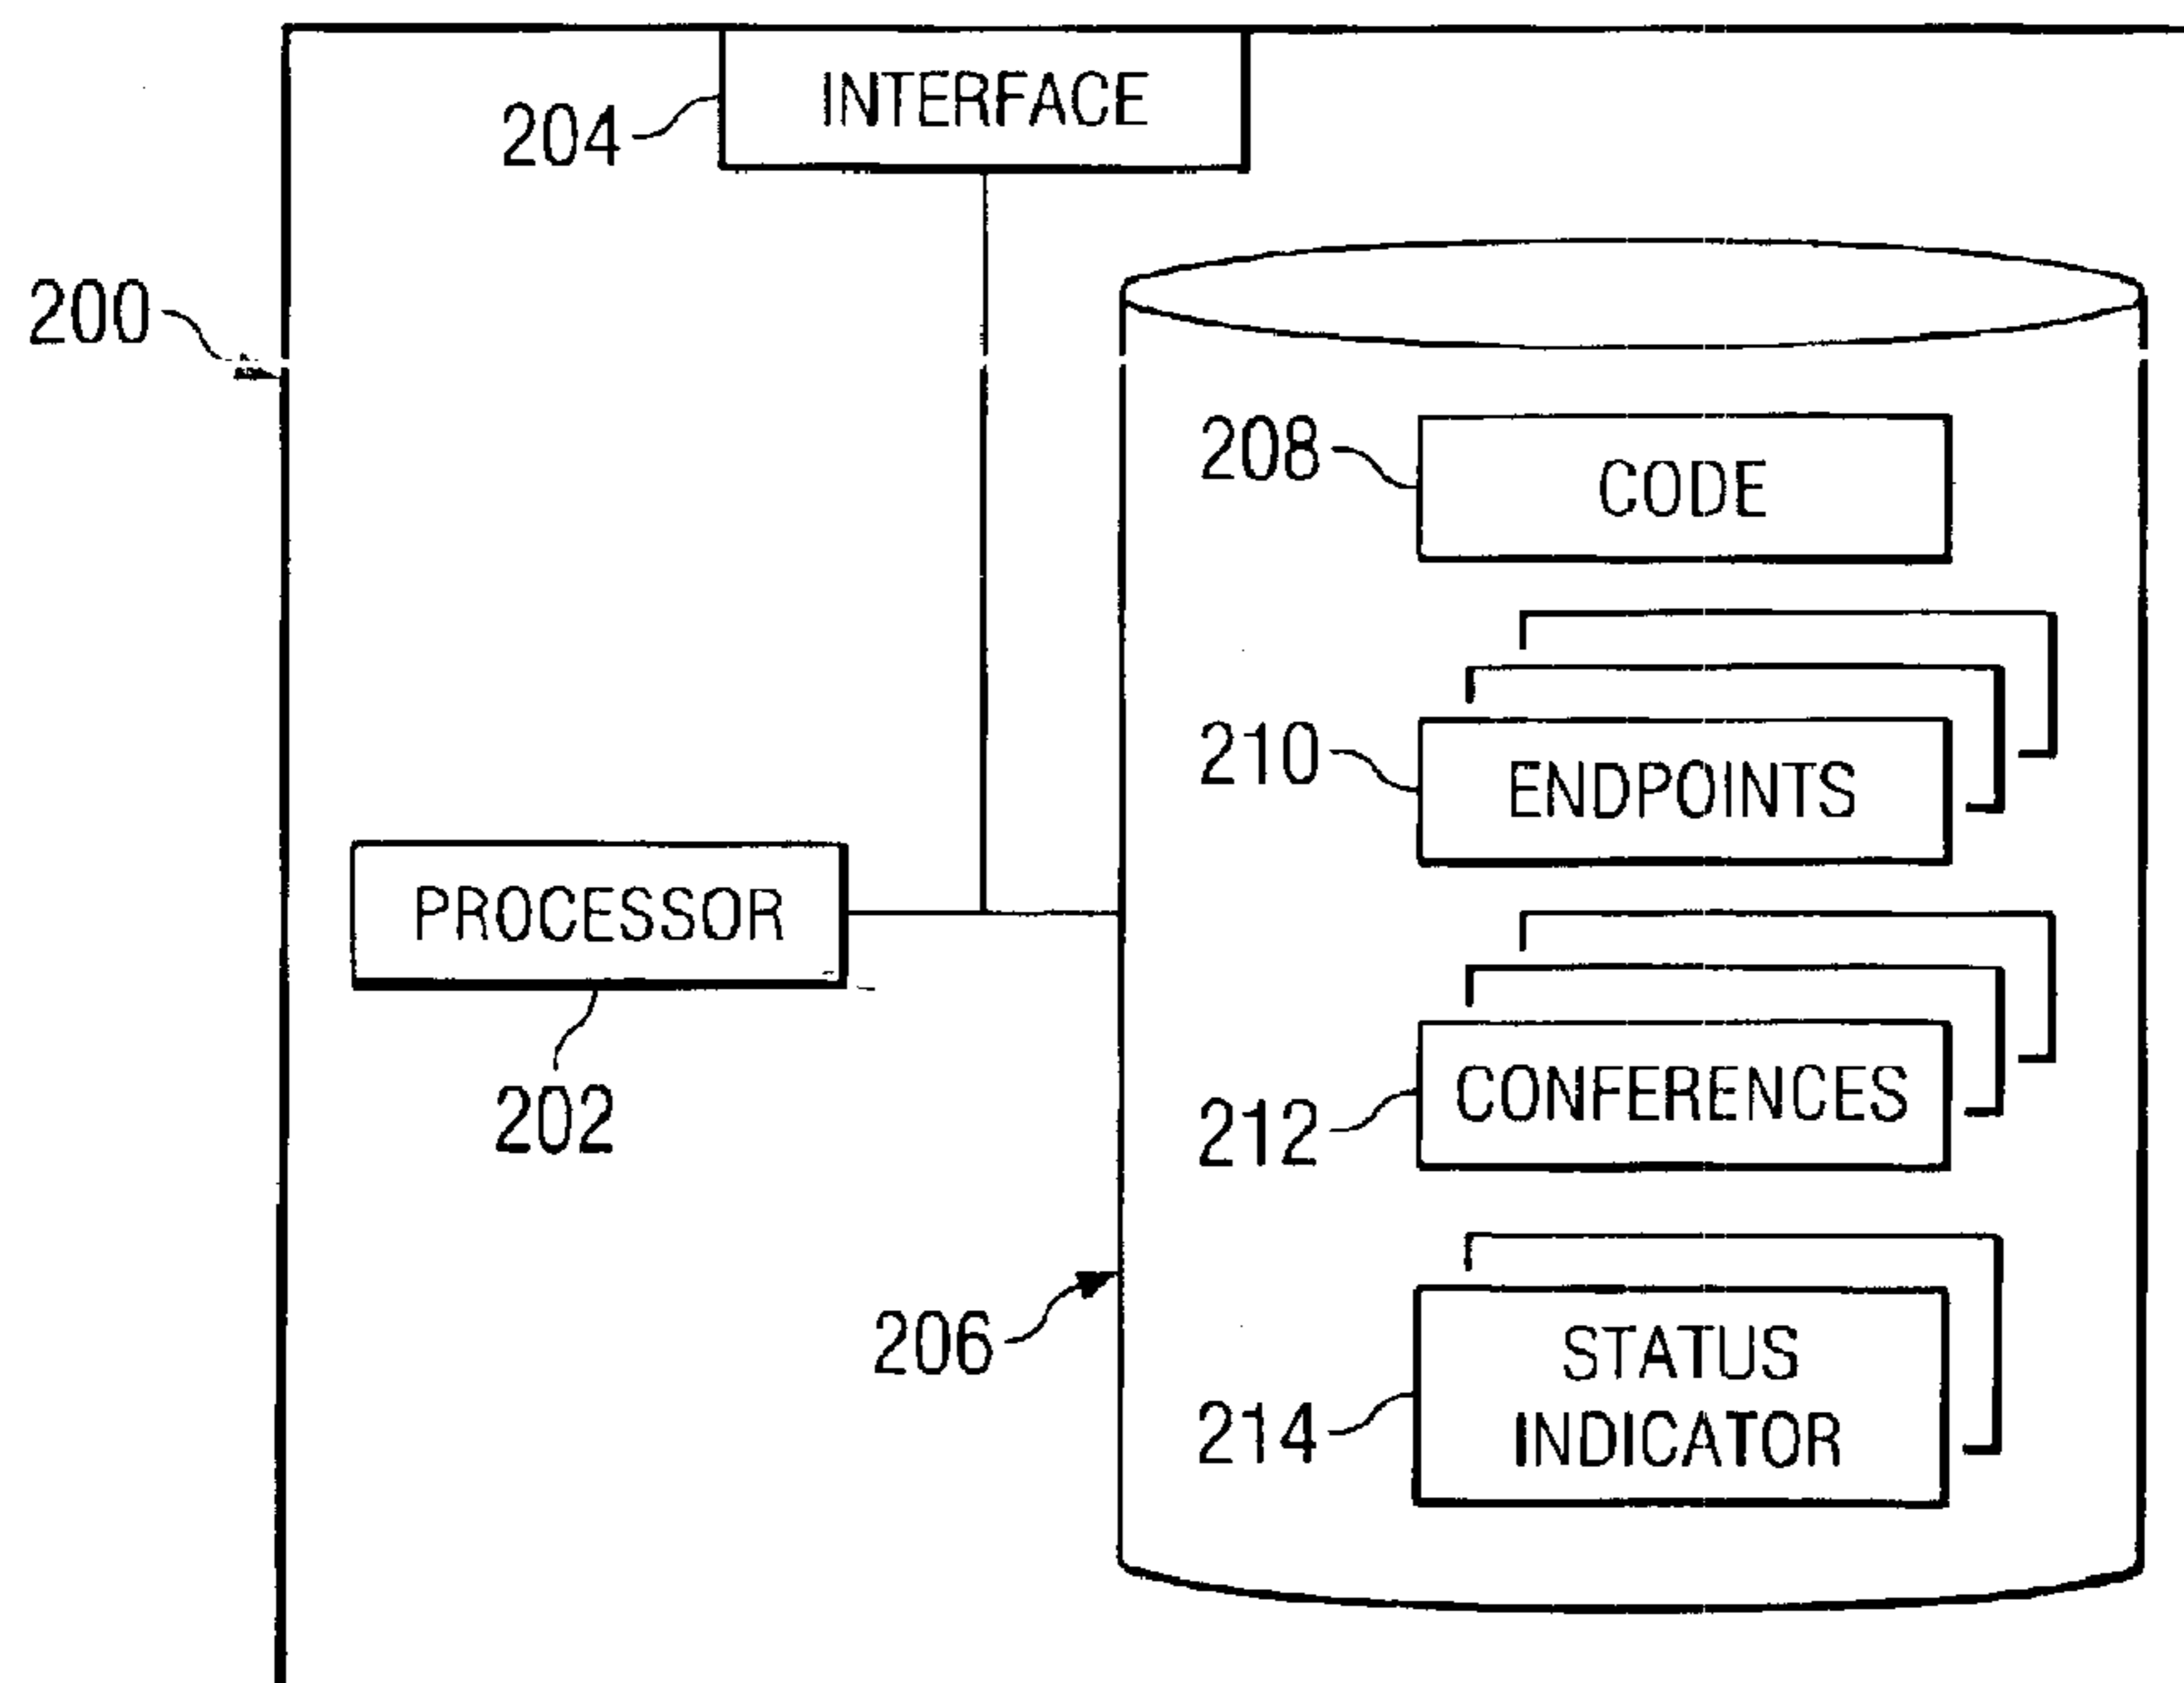 INTERFACE
204
200
208
CODE
210
ENDPOINTS
PROCESSOR
202
212
CONFERENCES
206
214
STATUS
INDICATOR